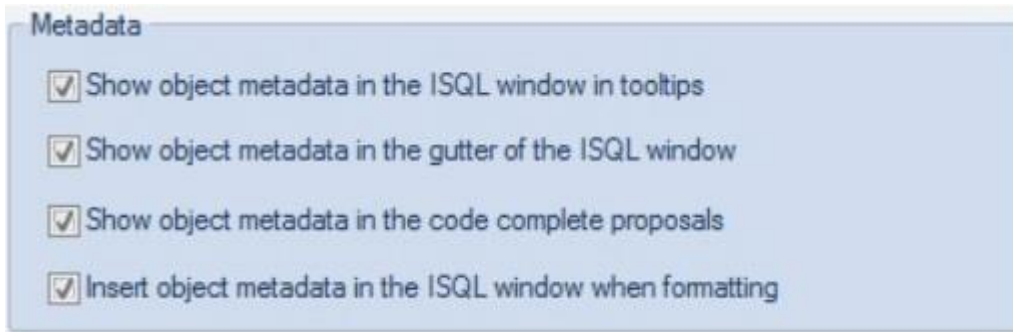 Metadata
Show object metadata in the ISQL window in tooltips
Show object metadata in the gutter of the ISQL window
Show object metadata in the code complete proposals
Insert object metadata in the ISQL window when formatting